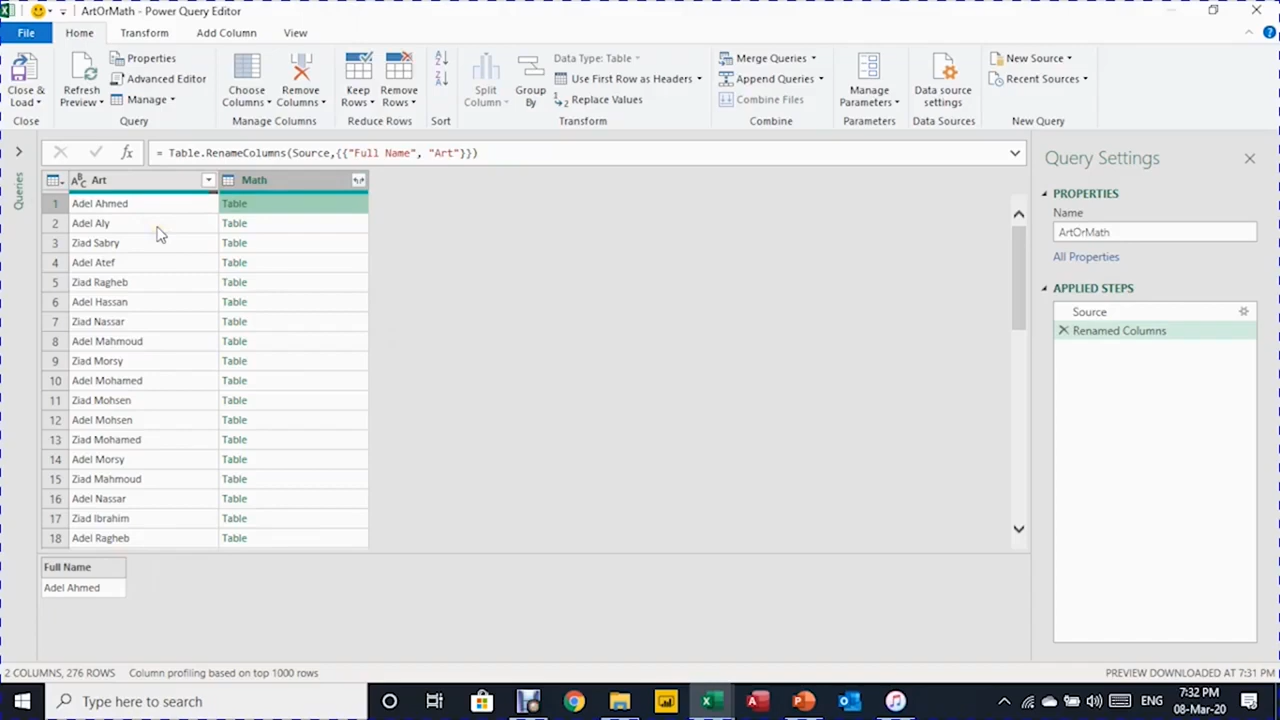 ArtOrMath - Power Query Editor
File
Home
Transform
Add Column
View
Close & Load
Close
Refresh Preview
Properties
Advanced Editor
Manage
Query
Choose Columns
Remove Columns
Manage Columns
Keep Rows
Remove Rows
Reduce Rows
Sort
Split Column
Group By
Data Type: Table
Use First Row as Headers
Replace Values
Transform
Merge Queries
Append Queries
Combine Files
Combine
Manage Parameters
Parameters
Data source settings
Data Sources
New Source
Recent Sources
New Query
Queries
fx
= Table.RenameColumns(Source,{{"Full Name", "Art"}})
Art Math
1 Adel Ahmed Table
2 Adel Aly Table
3 Ziad Sabry Table
4 Adel Atef Table
5 Ziad Ragheb Table
6 Adel Hassan Table
7 Ziad Nassar Table
8 Adel Mahmoud Table
9 Ziad Morsy Table
10 Adel Mohamed Table
11 Ziad Mohsen Table
12 Adel Mohsen Table
13 Ziad Mohamed Table
14 Adel Morsy Table
15 Ziad Mahmoud Table
16 Adel Nassar Table
17 Ziad Ibrahim Table
18 Adel Ragheb Table
Full Name
Adel Ahmed
Query Settings
PROPERTIES
Name
ArtOrMath
All Properties
APPLIED STEPS
Source
Renamed Columns
2 COLUMNS, 276 ROWS
Column profiling based on top 1000 rows
PREVIEW DOWNLOADED AT 7:31 PM
Type here to search
ENG
7:32 PM
08-Mar-20